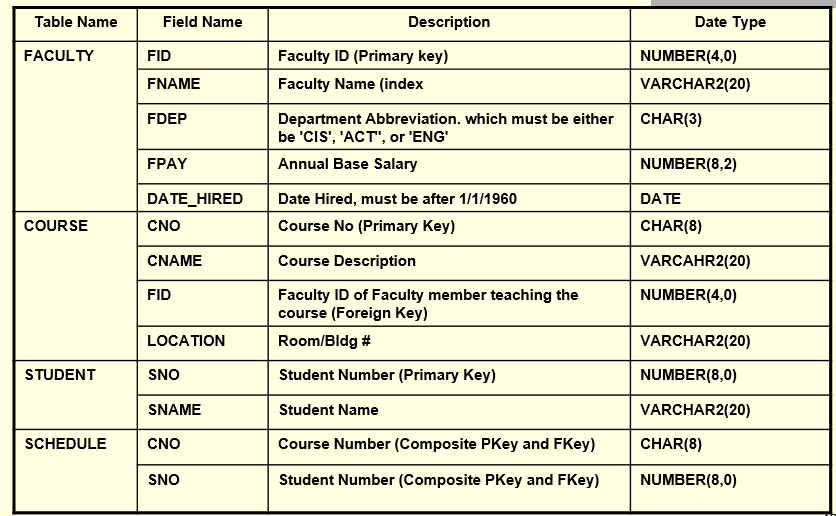 Table Name Field Name Description Date Type
FACULTY FID Faculty ID (Primary key) NUMBER(4,0)
FNAME Faculty Name (index VARCHAR2(20)
FDEP Department Abbreviation. which must be either CHAR(3)
be 'CIS', 'ACT", or 'ENG'
FPAY Annual Base Salary NUMBER(8,2)
DATE_HIRED Date Hired, must be after 1/1/1960 DATE
COURSE CNO Course No (Primary Key) CHAR(8)
CNAME Course Description VARCAHR2(20)
FID Faculty ID of Faculty member teaching the NUMBER(4,0)
course (Foreign Key)
LOCATION Room/Bldg # VARCHAR2(20)
STUDENT SNO Student Number (Primary Key) NUMBER(8,0)
SNAME Student Name VARCHAR2(20)
SCHEDULE CNO Course Number (Composite PKey and FKey) CHAR(8)
SNO Student Number (Composite PKey and FKey) NUMBER(8,0)